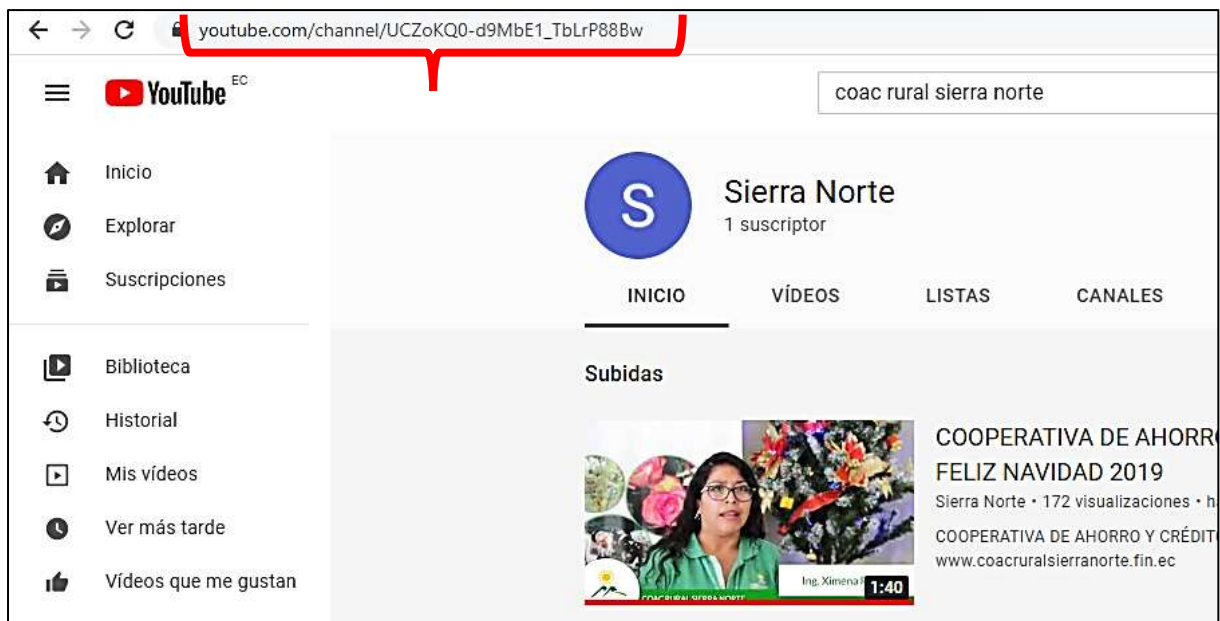 youtube.com/channel/UCZoKQ0-d9MbE1_TbLrP88Bw
YouTube EC
coac rural sierra norte
Inicio
Explorar
Suscripciones
Biblioteca
Historial
Mis vídeos
Ver más tarde
Vídeos que me gustan
S
Sierra Norte
1 suscriptor
INICIO VÍDEOS LISTAS CANALES
Subidas
Ing. Ximena
COAC RURAL SIERRA NORTE
1:40
COOPERATIVA DE AHORR
FELIZ NAVIDAD 2019
Sierra Norte • 172 visualizaciones • h
COOPERATIVA DE AHORRO Y CRÉDIT
www.coacruralsierranorte.fin.ec